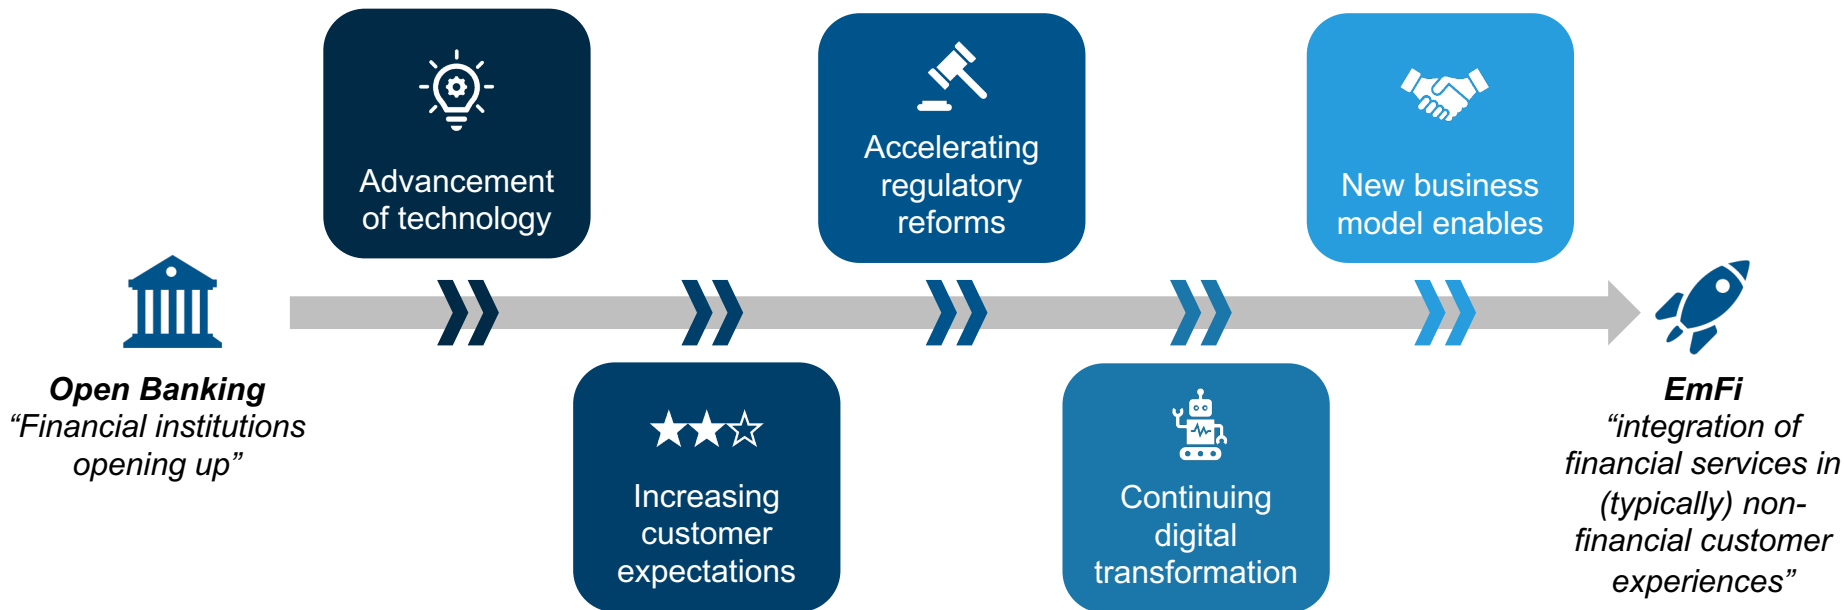 Advancement
of technology
Accelerating
regulatory
reforms
New business
model enables
Open Banking
“Financial institutions
opening up”
Increasing
customer
expectations
Continuing
digital
transformation
EmFi
“integration of
financial services in
(typically) non-
financial customer
experiences”